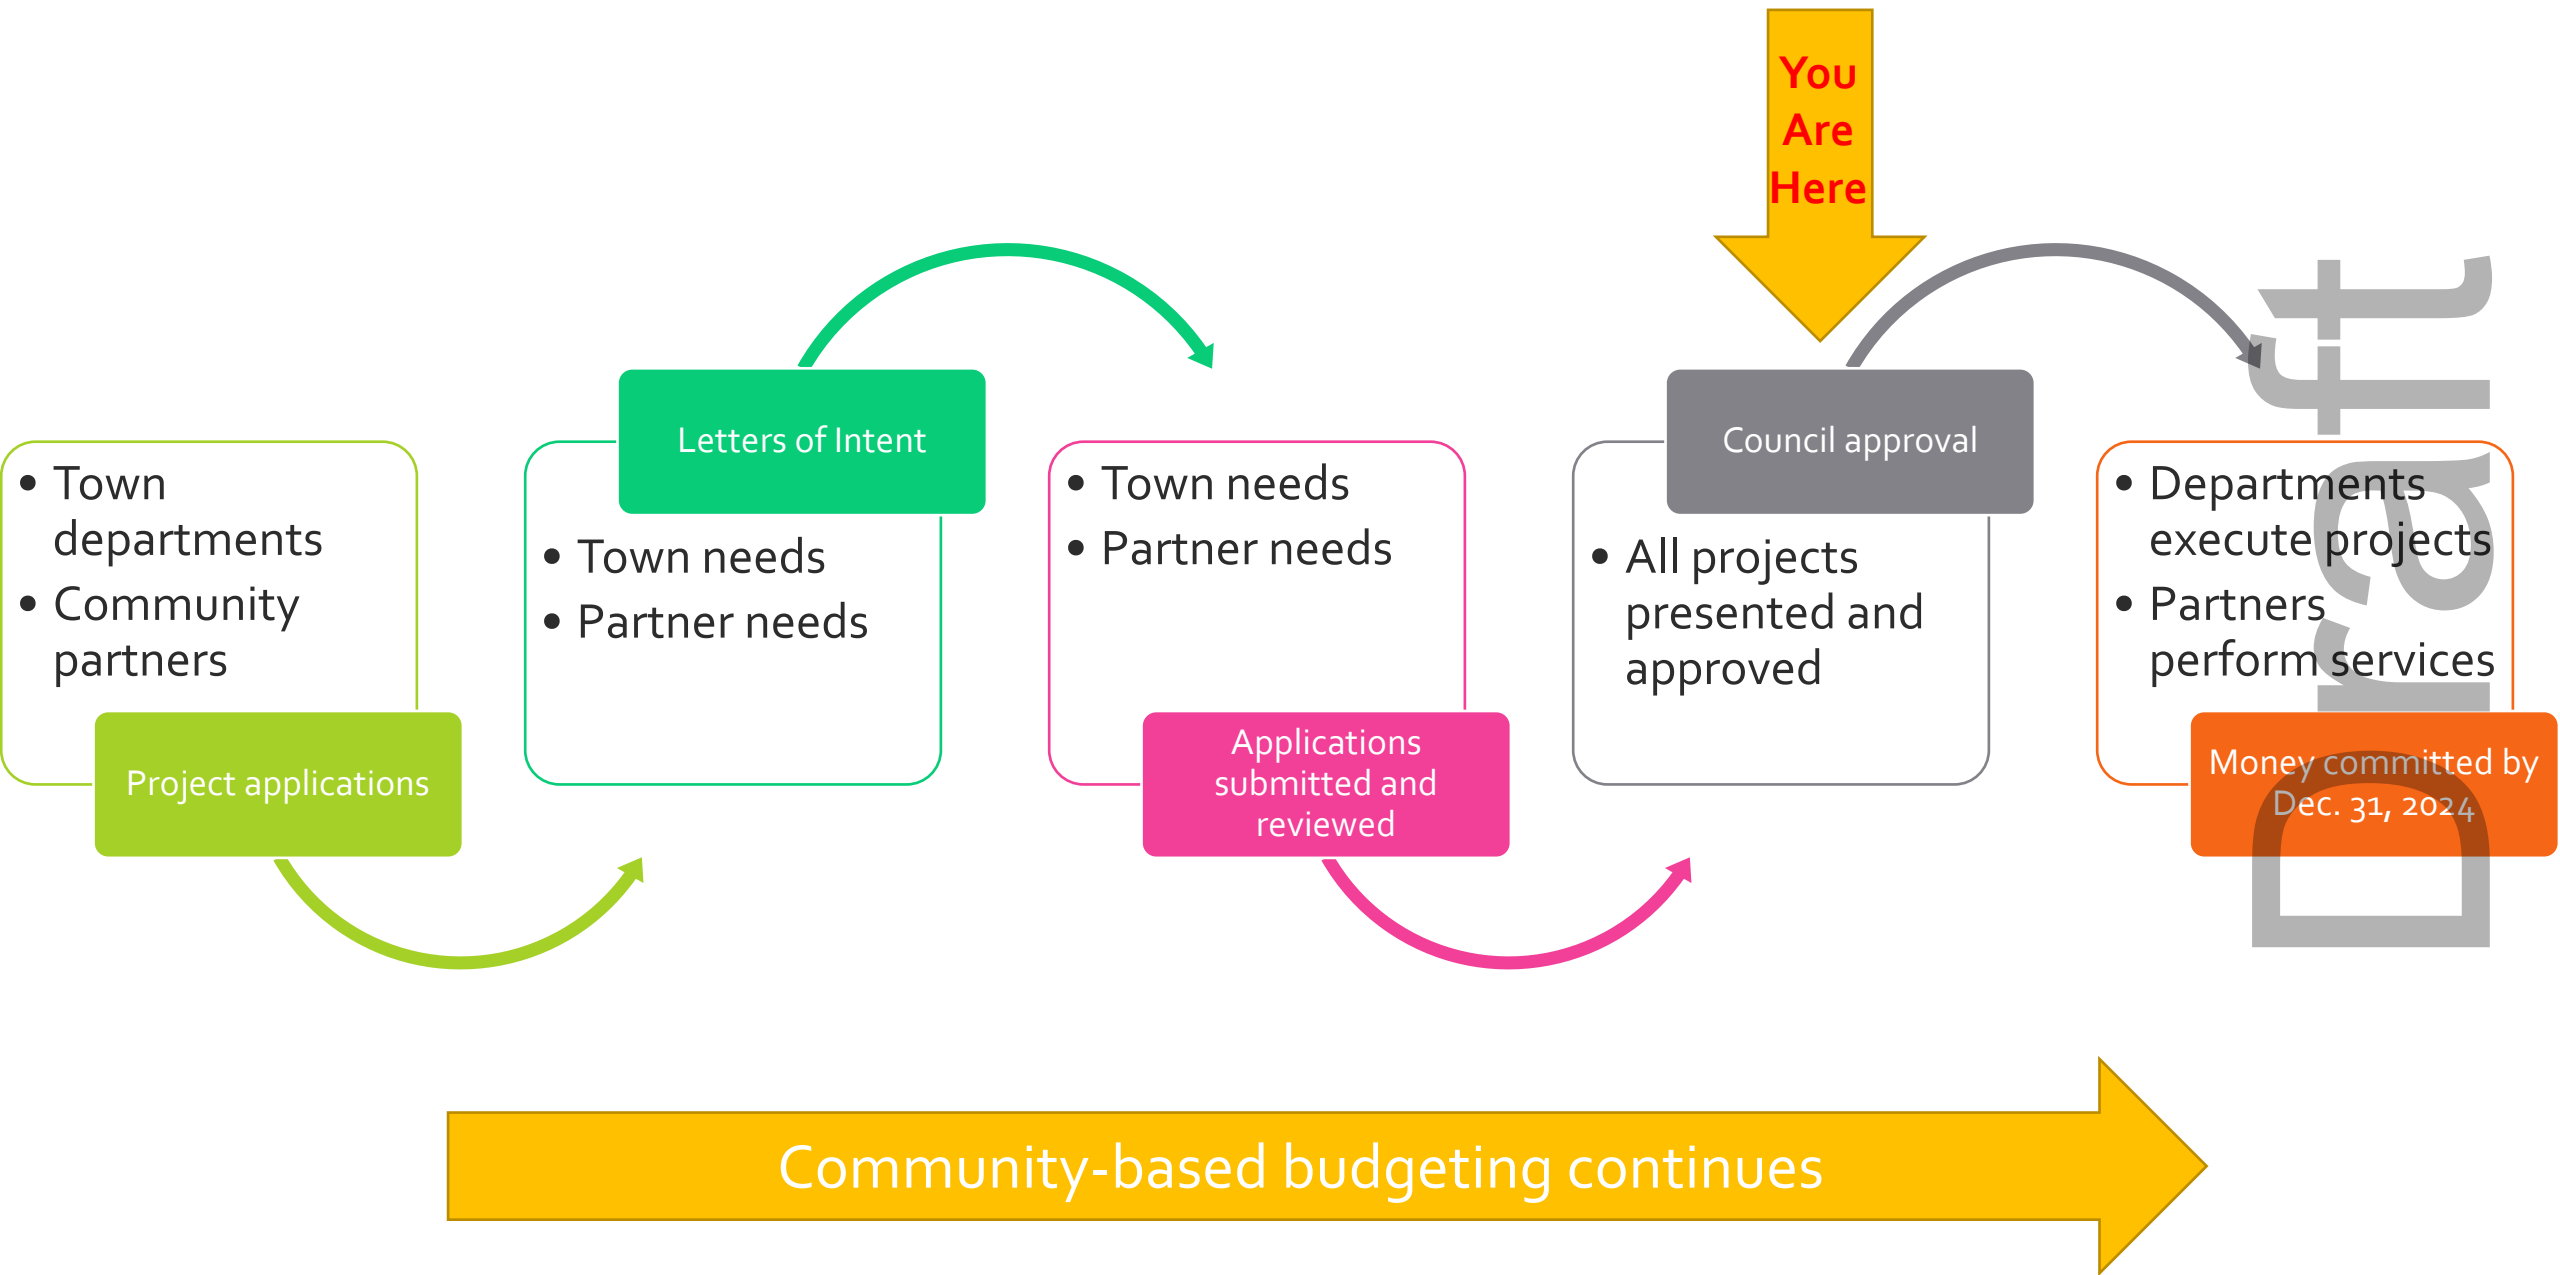 You
Are
Here
• Town
departments
• Community
partners
Project applications
Letters of Intent
• Town needs
• Partner needs
• Town needs
• Partner needs
Applications
submitted and
reviewed
Council approval
• All projects
presented and
approved
• Departments
execute projects
• Partners
perform services
Money committed by
Dec. 31, 2024
Draft
Community-based budgeting continues